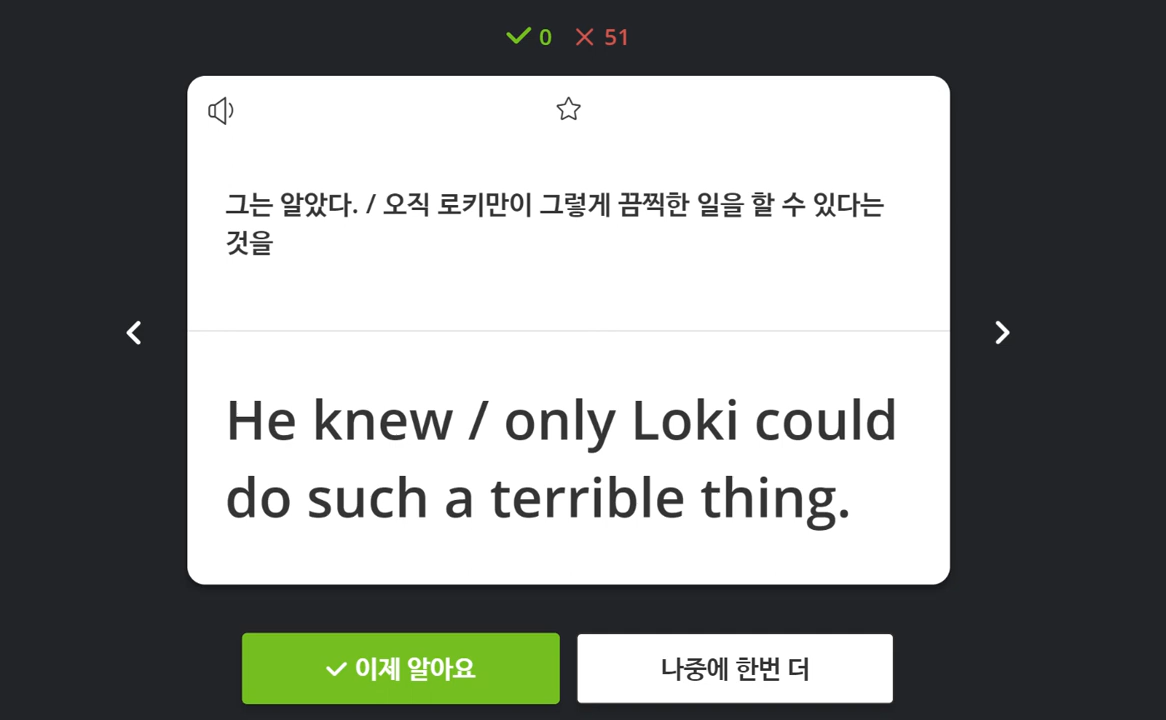 0 51
그는 알았다. / 오직 로키만이 그렇게 끔찍한 일을 할 수 있다는
것을
He knew / only Loki could
do such a terrible thing.
이제 알아요 나중에 한번 더